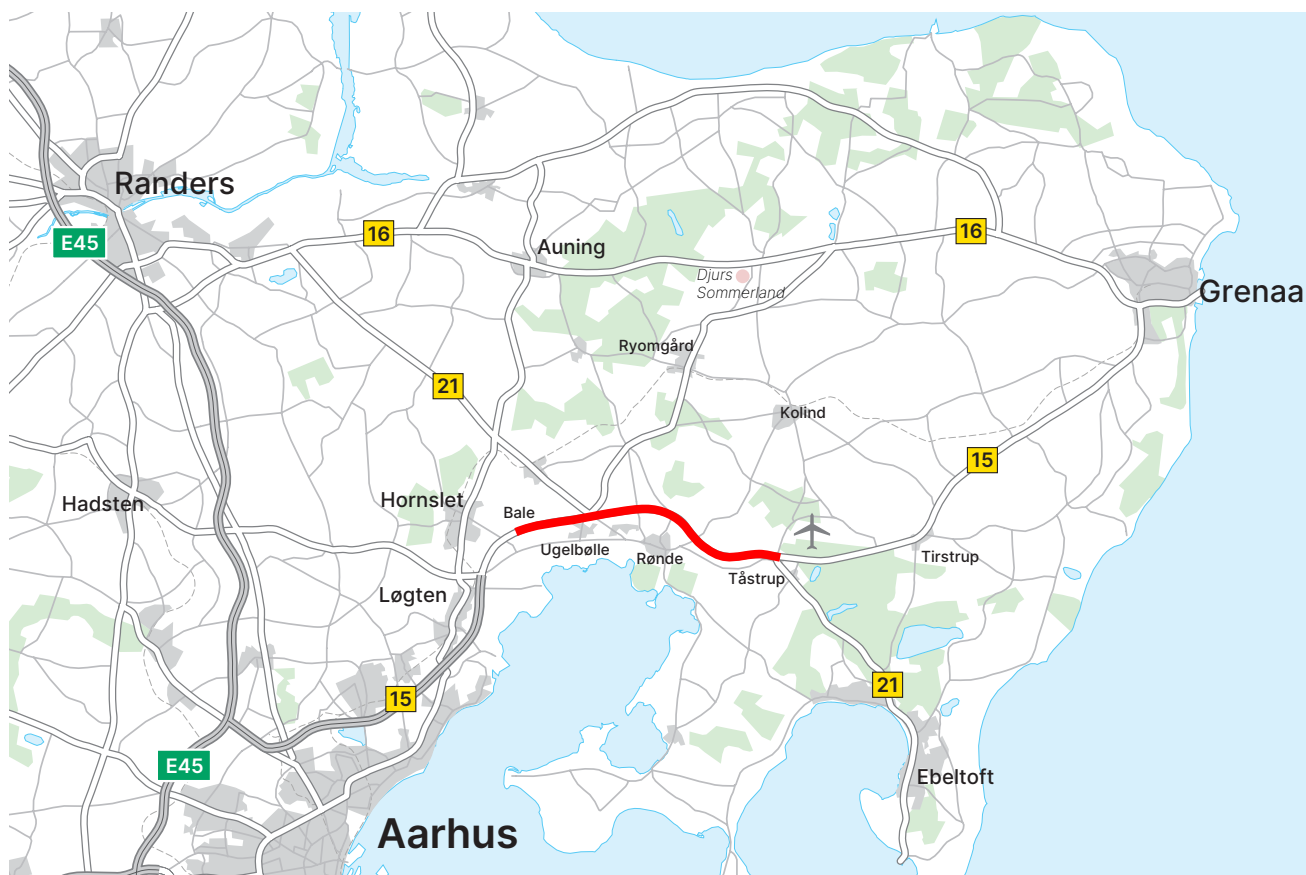 Randers
E45
16
Auning
16
Djurs
Sommerland
Grenaa
Ryomgård
21
Kolind
15
Hadsten
Hornslet
Bale
Ugelbølle
Rønde
Tåstrup
Tirstrup
Løgten
15
21
E45
Ebeltoft
Aarhus